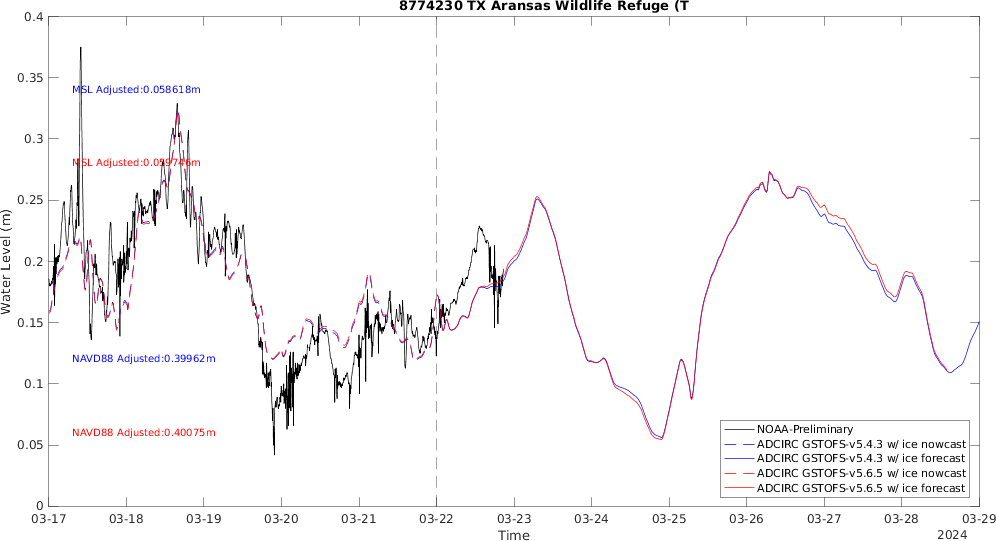 8774230 TX Aransas Wildlife Refuge (T
0.4
0.35
0.3
0.25
0.2
0.15
0.1
0.05
0
Water Level (m)
MSL Adjusted:0.058618m
MSL Adjusted:0.059746m
NAVD88 Adjusted:0.39962m
NAVD88 Adjusted:0.40075m
NOAA-Preliminary
ADCIRC GSTOFS-v5.4.3 w/ ice nowcast
ADCIRC GSTOFS-v5.4.3 w/ ice forecast
ADCIRC GSTOFS-v5.6.5 w/ ice nowcast
ADCIRC GSTOFS-v5.6.5 w/ ice forecast
03-17 03-18 03-19 03-20 03-21 03-22 03-23 03-24 03-25 03-26 03-27 03-28 03-29
Time
2024